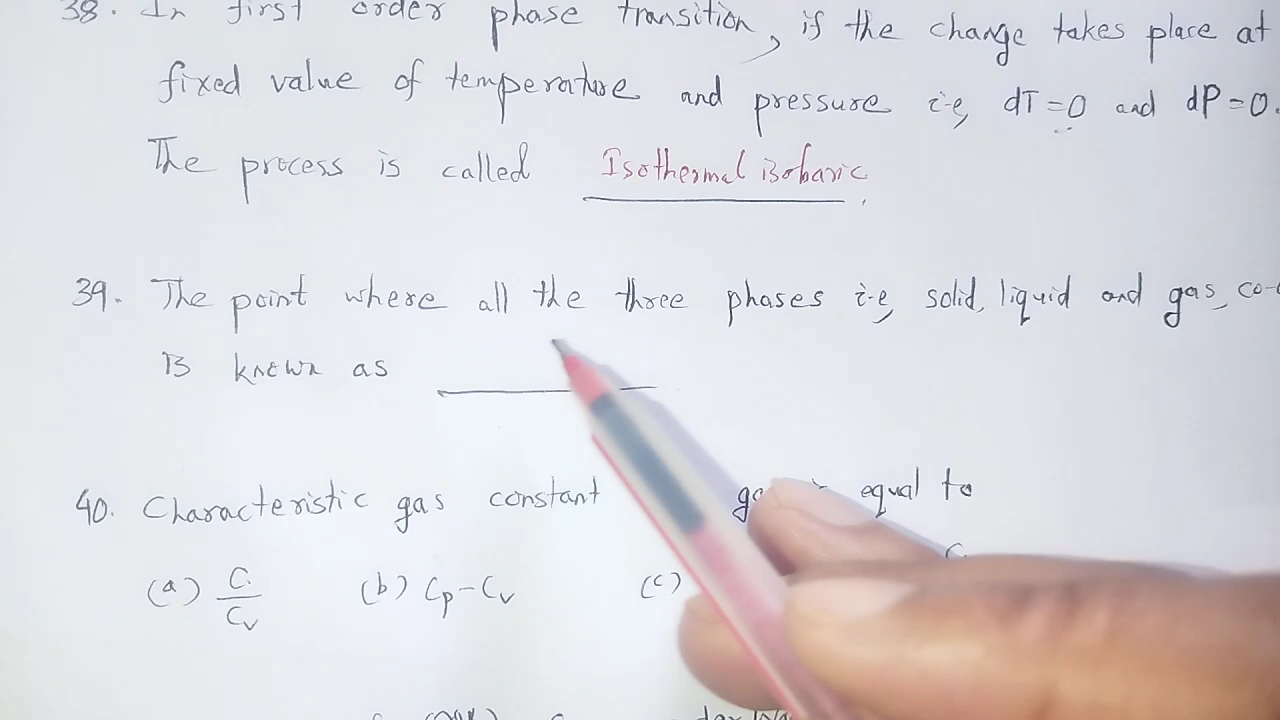 38. In first order phase transition, if the change takes place at
fixed value of temperature and pressure i.e, dT=0 and dP=0.
The process is called Isothermal isobaric.
39. The point where all the three phases i.e, solid, liquid and gas, co-
is known as
40. Characteristic gas constant equal to
(a) C/Cv (b) Cp-Cv (c)